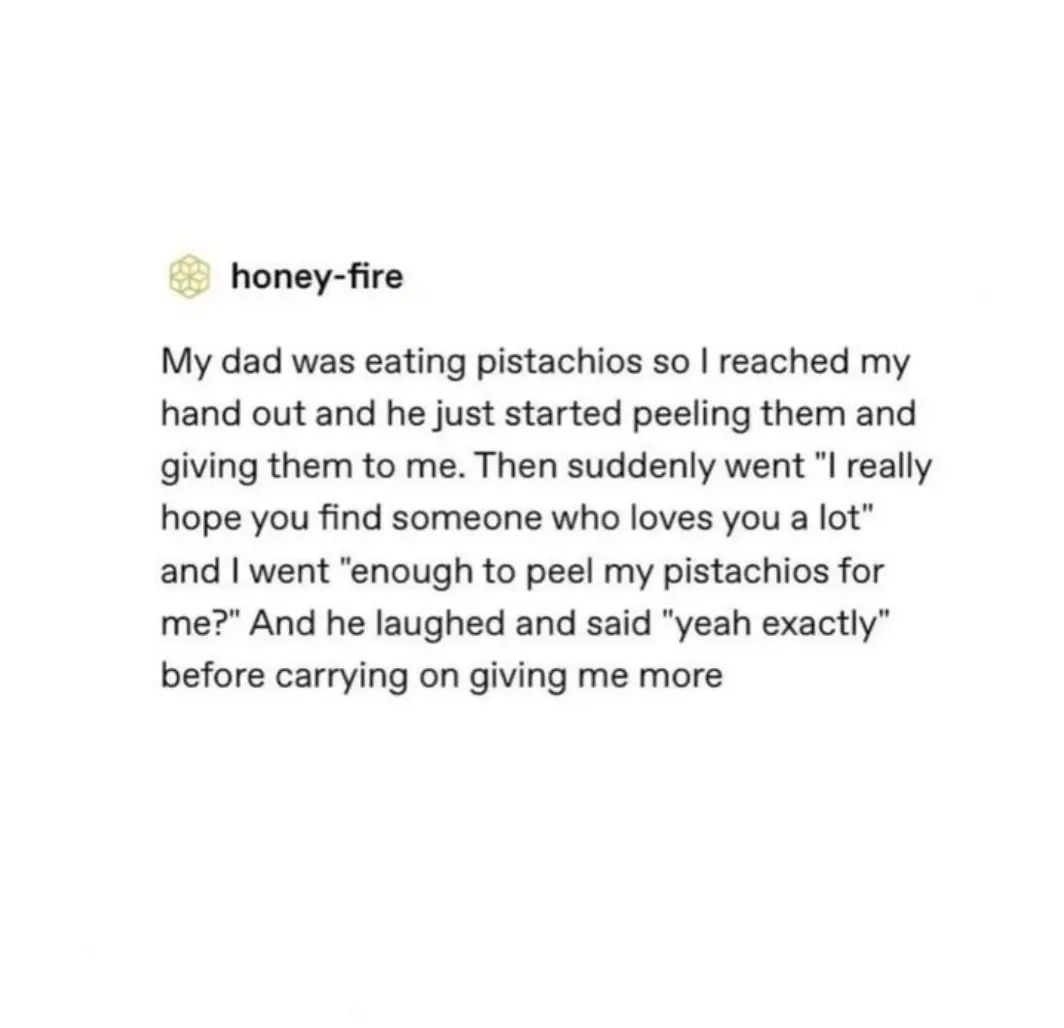 honey-fire
My dad was eating pistachios so I reached my
hand out and he just started peeling them and
giving them to me. Then suddenly went "I really
hope you find someone who loves you a lot"
and I went "enough to peel my pistachios for
me?" And he laughed and said "yeah exactly"
before carrying on giving me more